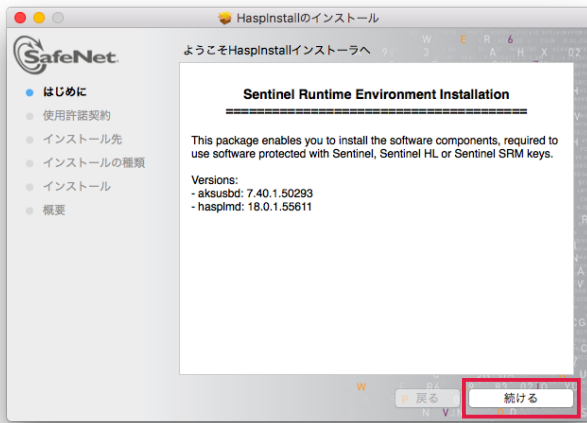 HaspInstallのインストール
SafeNet.
ようこそHaspInstallインストーラへ
はじめに
使用許諾契約
インストール先
インストールの種類
インストール
概要
Sentinel Runtime Environment Installation
=======================================
This package enables you to install the software components, required to
use software protected with Sentinel, Sentinel HL or Sentinel SRM keys.
Versions:
- aksusbd: 7.40.1.50293
- hasplmd: 18.0.1.55611
戻る
続ける